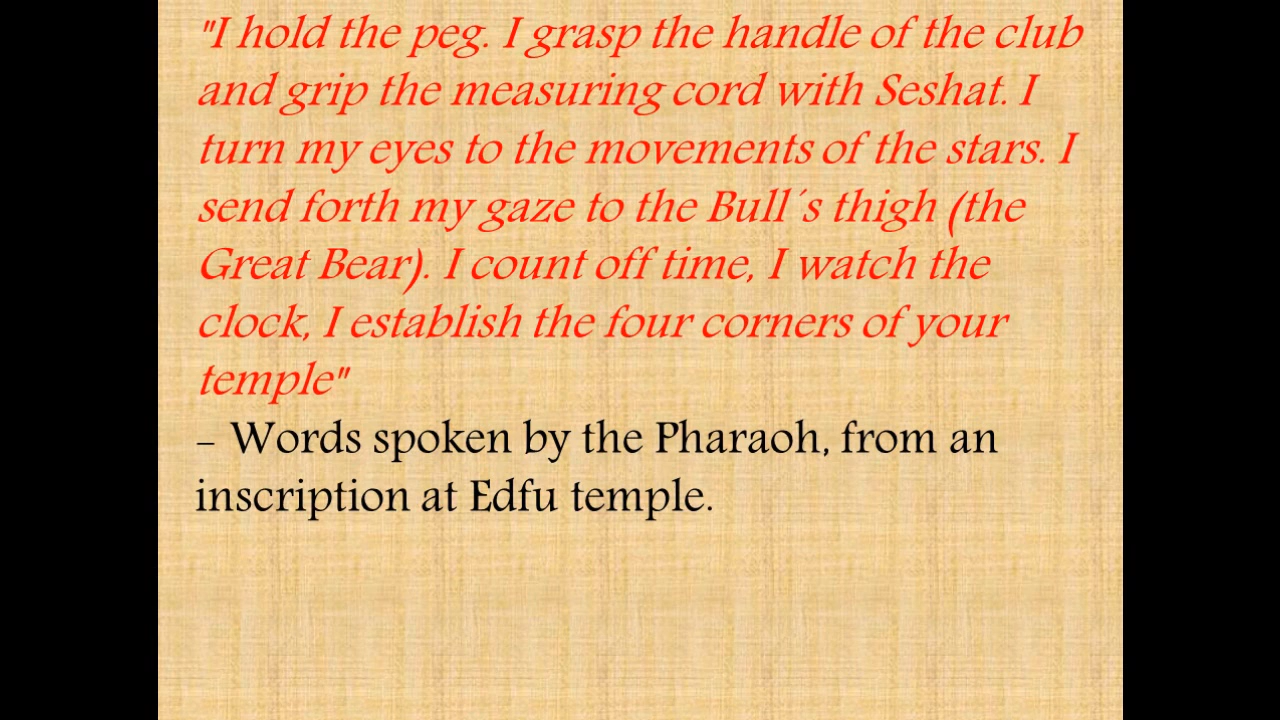 "I hold the peg. I grasp the handle of the club
and grip the measuring cord with Seshat. I
turn my eyes to the movements of the stars. I
send forth my gaze to the Bull´s thigh (the
Great Bear). I count off time, I watch the
clock, I establish the four corners of your
temple"
- Words spoken by the Pharaoh, from an
inscription at Edfu temple.